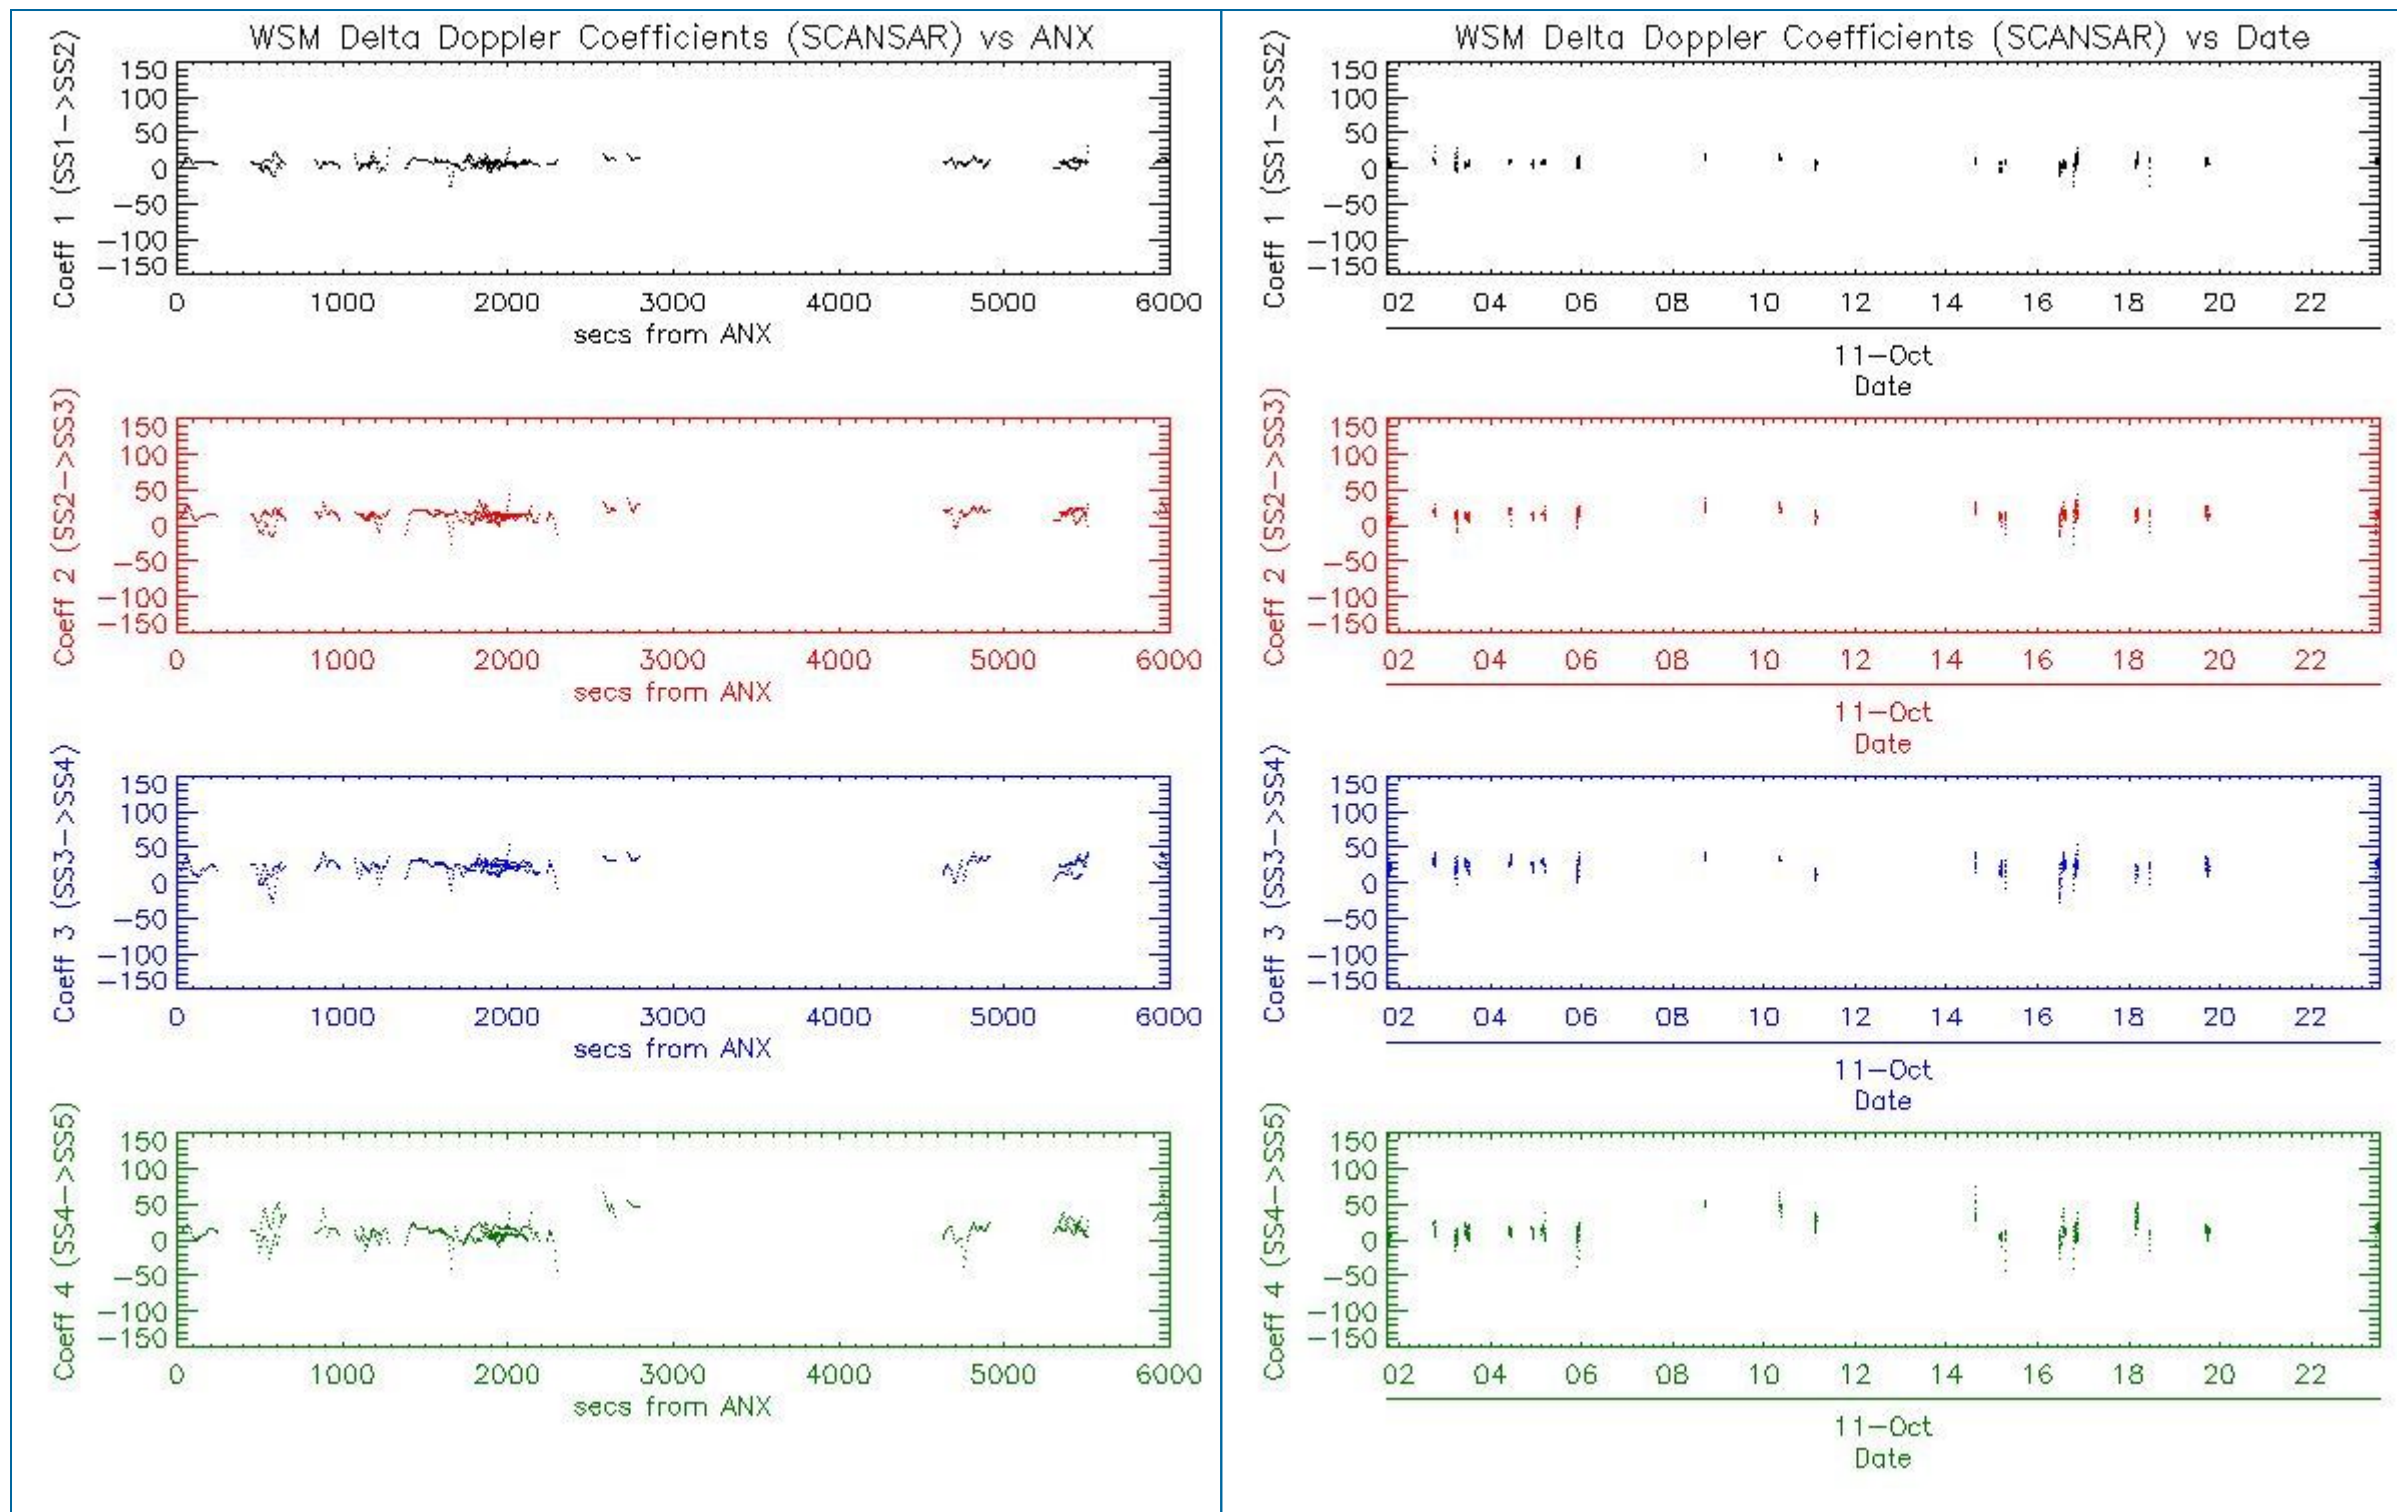 WSM Delta Doppler Coefficients (SCANSAR) vs ANX
Coeff 1 (SS1->SS2)
150
100
50
0
-50
-100
-150
0 1000 2000 3000 4000 5000 6000
secs from ANX
Coeff 2 (SS2->SS3)
150
100
50
0
-50
-100
-150
0 1000 2000 3000 4000 5000 6000
secs from ANX
Coeff 3 (SS3->SS4)
150
100
50
0
-50
-100
-150
0 1000 2000 3000 4000 5000 6000
secs from ANX
Coeff 4 (SS4->SS5)
150
100
50
0
-50
-100
-150
0 1000 2000 3000 4000 5000 6000
secs from ANX
WSM Delta Doppler Coefficients (SCANSAR) vs Date
Coeff 1 (SS1->SS2)
150
100
50
0
-50
-100
-150
02 04 06 08 10 12 14 16 18 20 22
11-Oct
Date
Coeff 2 (SS2->SS3)
150
100
50
0
-50
-100
-150
02 04 06 08 10 12 14 16 18 20 22
11-Oct
Date
Coeff 3 (SS3->SS4)
150
100
50
0
-50
-100
-150
02 04 06 08 10 12 14 16 18 20 22
11-Oct
Date
Coeff 4 (SS4->SS5)
150
100
50
0
-50
-100
-150
02 04 06 08 10 12 14 16 18 20 22
11-Oct
Date